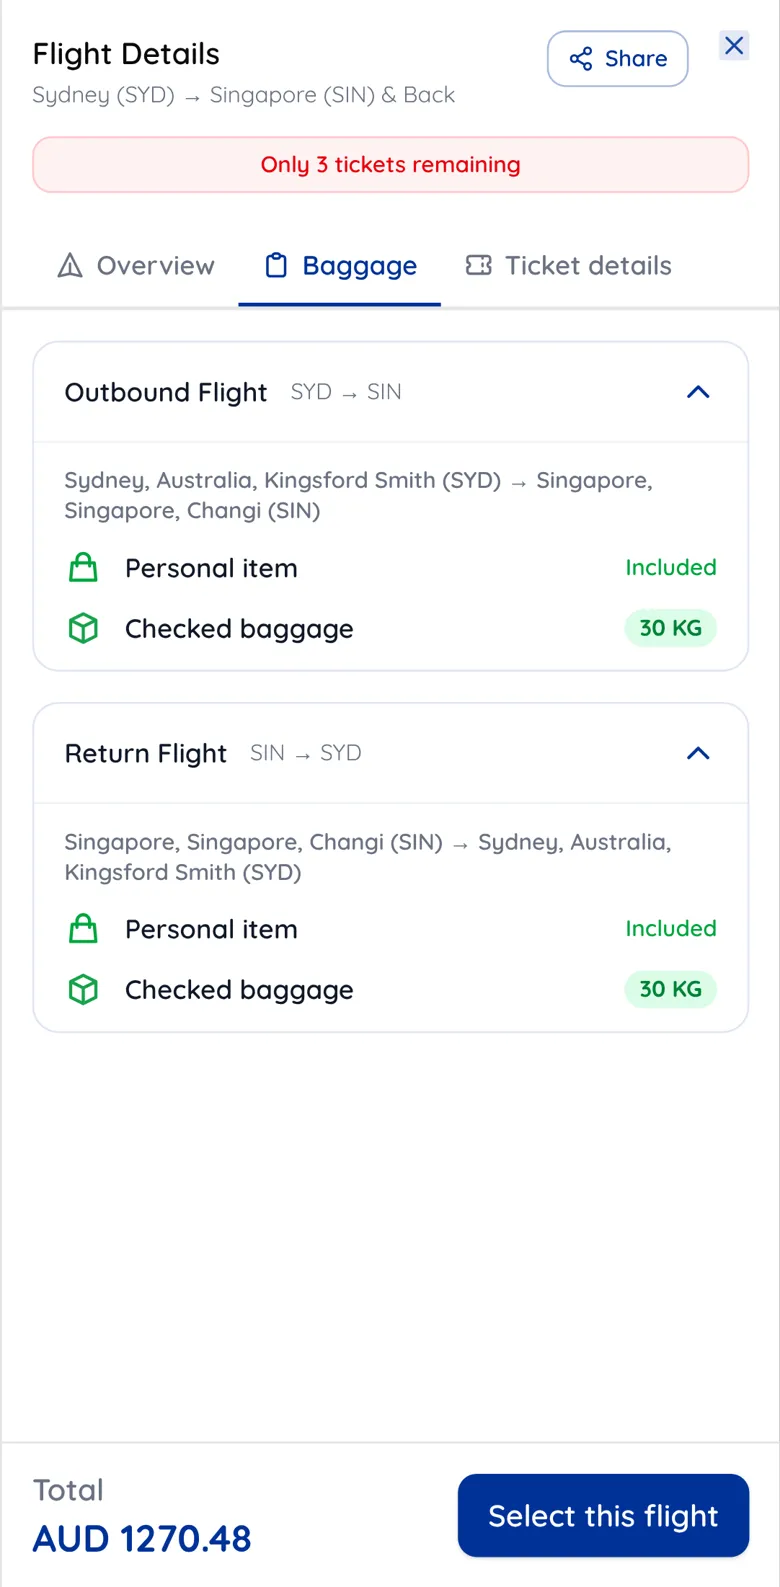 Flight Details
Share
Sydney (SYD) → Singapore (SIN) & Back
Only 3 tickets remaining
Overview
Baggage
Ticket details
Outbound Flight SYD → SIN
Sydney, Australia, Kingsford Smith (SYD) → Singapore,
Singapore, Changi (SIN)
Personal item Included
Checked baggage 30 KG
Return Flight SIN → SYD
Singapore, Singapore, Changi (SIN) → Sydney, Australia,
Kingsford Smith (SYD)
Personal item Included
Checked baggage 30 KG
Total
AUD 1270.48
Select this flight